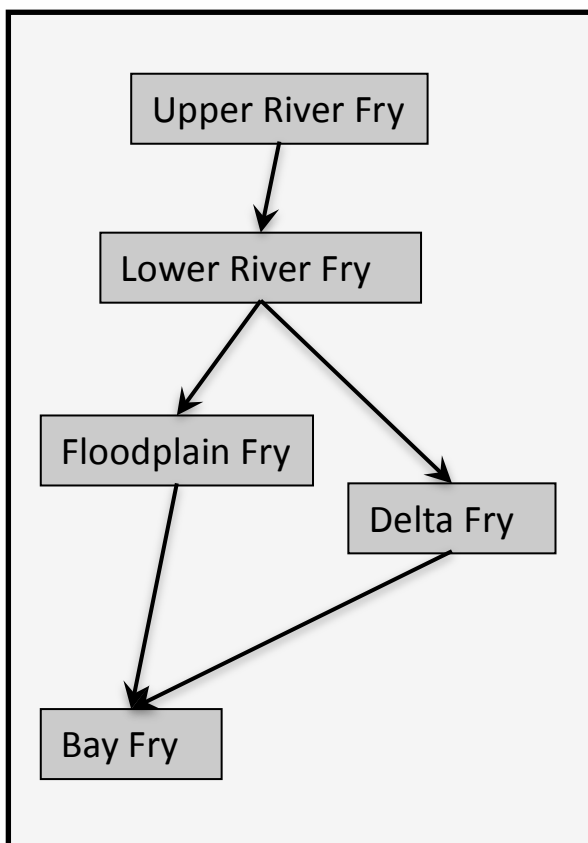 Upper River Fry
Lower River Fry
Floodplain Fry
Delta Fry
Bay Fry